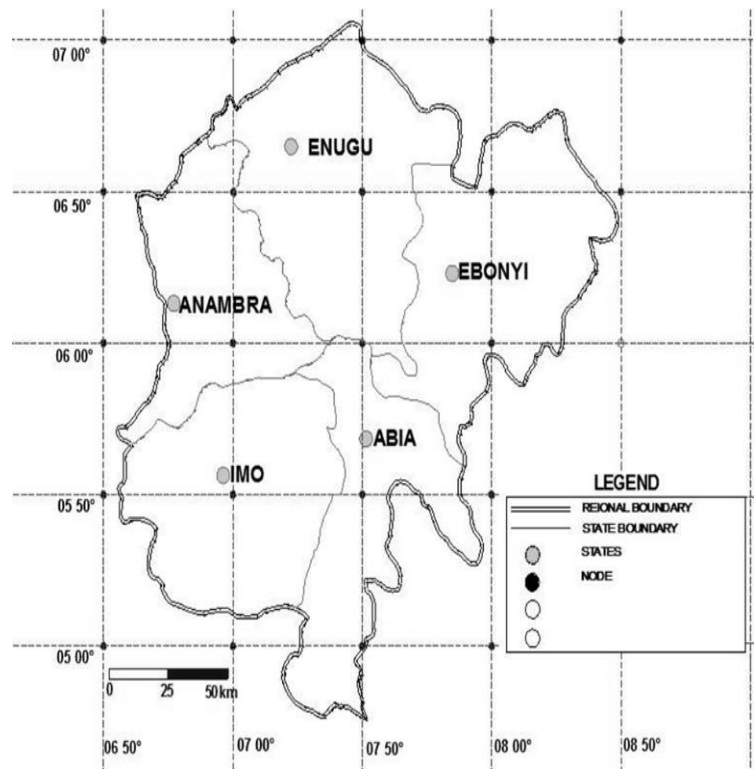 07 00°
ENUGU
06 50°
EBONYI
ANAMBRA
06 00°
ABIA
IMO
LEGEND
05 50°
REIONAL BOUNDARY
STATE BOUNDARY
STATES
NODE
05 00°
0 25 50km
06 50° 07 00° 07 50° 08 00° 08 50°